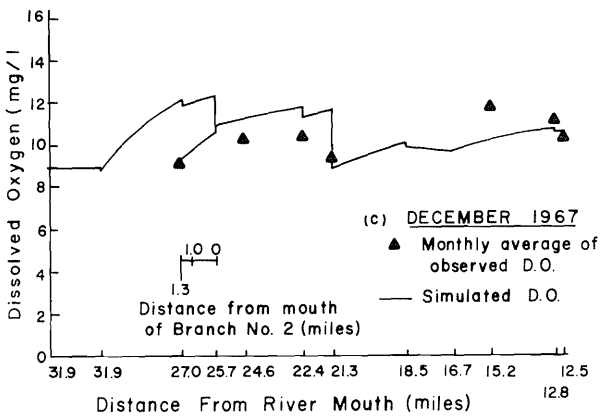 16
14
12
10
8
6
4
2
0
Dissolved Oxygen (mg/l
(c) DECEMBER 1967
Monthly average of
observed D.O.
Simulated D.O.
1.0 0
1.3
Distance from mouth
of Branch No. 2 (miles)
31.9 31.9 27.0 25.7 24.6 22.4 21.3 18.5 16.7 15.2 12.5
12.8
Distance From River Mouth (miles)